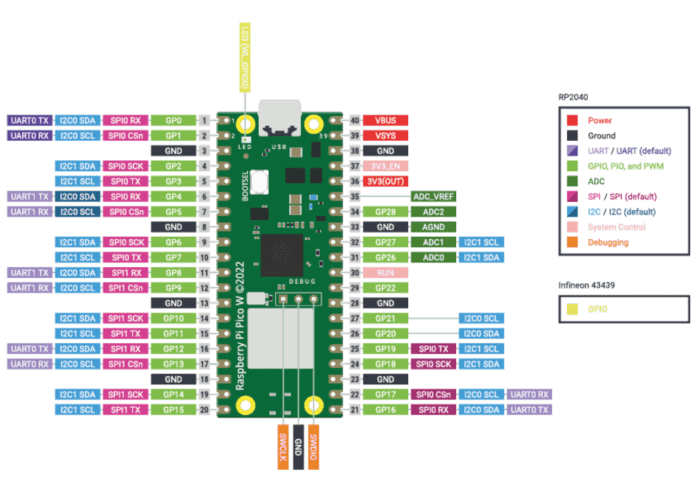 LED (WL_GPIO0)
UART0 TX I2C0 SDA SPI0 RX GP0 1
UART0 RX I2C0 SCL SPI0 CSn GP1 2
GND 3
I2C1 SDA SPI0 SCK GP2 4
I2C1 SCL SPI0 TX GP3 5
UART1 TX I2C0 SDA SPI0 RX GP4 6
UART1 RX I2C0 SCL SPI0 CSn GP5 7
GND 8
I2C1 SDA SPI0 SCK GP6 9
I2C1 SCL SPI0 TX GP7 10
UART1 TX I2C0 SDA SPI1 RX GP8 11
UART1 RX I2C0 SCL SPI1 CSn GP9 12
GND 13
I2C1 SDA SPI1 SCK GP10 14
I2C1 SCL SPI1 TX GP11 15
UART0 TX I2C0 SDA SPI1 RX GP12 16
UART0 RX I2C0 SCL SPI1 CSn GP13 17
GND 18
I2C1 SDA SPI1 SCK GP14 19
I2C1 SCL SPI1 TX GP15 20
1
2
39
LED
USB
BOOTSEL
DEBUG
Raspberry Pi Pico W ©2022
SWCLK
GND
SWDIO
40 VBUS
39 VSYS
38 GND
37 3V3_EN
36 3V3(OUT)
35 ADC_VREF
34 GP28 ADC2
33 GND AGND
32 GP27 ADC1 I2C1 SCL
31 GP26 ADC0 I2C1 SDA
30 RUN
29 GP22
28 GND
27 GP21 I2C0 SCL
26 GP20 I2C0 SDA
25 GP19 SPI0 TX I2C1 SCL
24 GP18 SPI0 SCK I2C1 SDA
23 GND
22 GP17 SPI0 CSn I2C0 SCL UART0 RX
21 GP16 SPI0 RX I2C0 SDA UART0 TX
RP2040
Power
Ground
UART / UART (default)
GPIO, PIO, and PWM
ADC
SPI / SPI (default)
I2C / I2C (default)
System Control
Debugging
Infineon 43439
GPIO